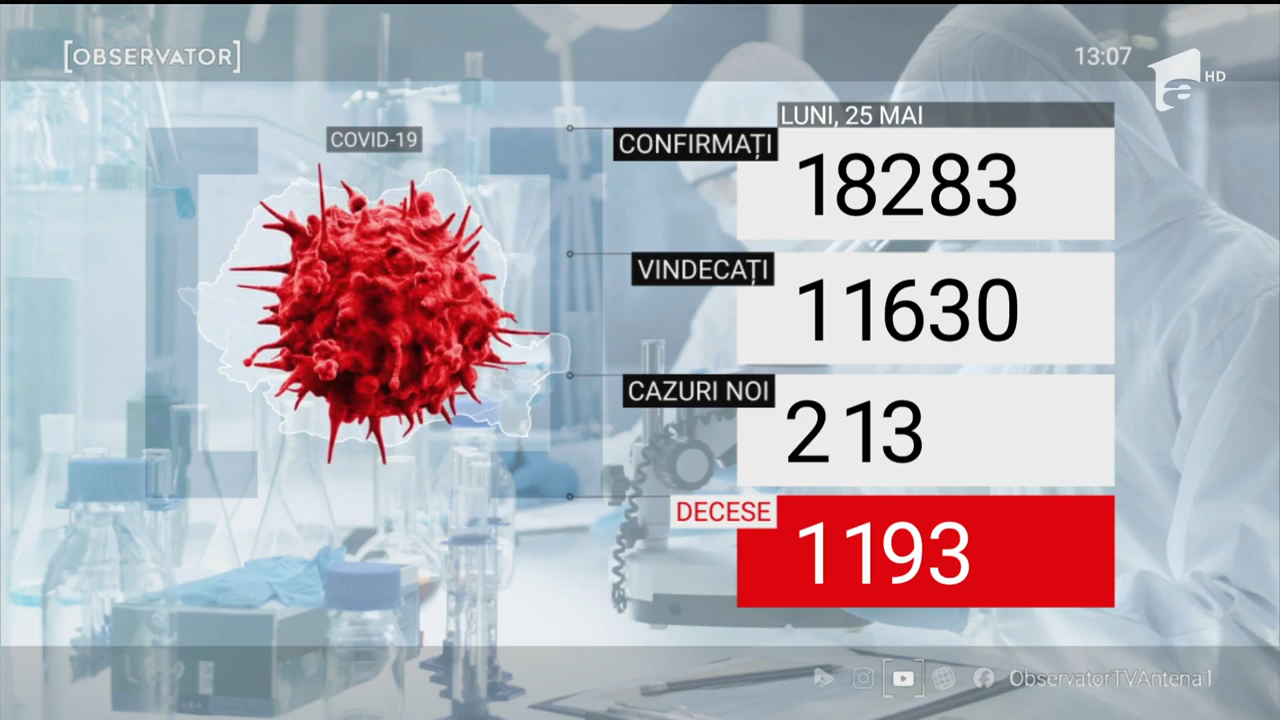 [OBSERVATOR]
13:07
HD
COVID-19
LUNI, 25 MAI
CONFIRMAȚI
18283
VINDECAȚI
11630
CAZURI NOI
213
DECESE
1193
ObservatorTVAntena1